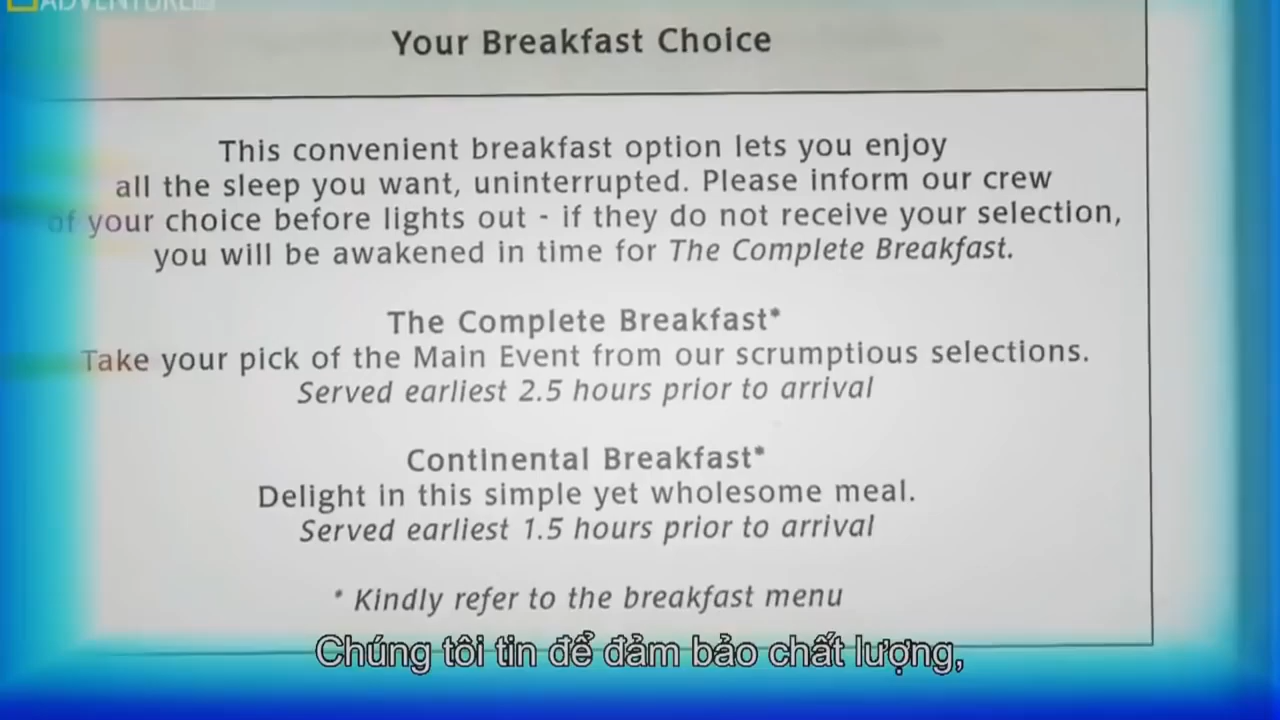 ADVENTURE
Your Breakfast Choice
This convenient breakfast option lets you enjoy
all the sleep you want, uninterrupted. Please inform our crew
of your choice before lights out - if they do not receive your selection,
you will be awakened in time for The Complete Breakfast.
The Complete Breakfast*
Take your pick of the Main Event from our scrumptious selections.
Served earliest 2.5 hours prior to arrival
Continental Breakfast*
Delight in this simple yet wholesome meal.
Served earliest 1.5 hours prior to arrival
* Kindly refer to the breakfast menu
Chúng tôi tin để đảm bảo chất lượng,